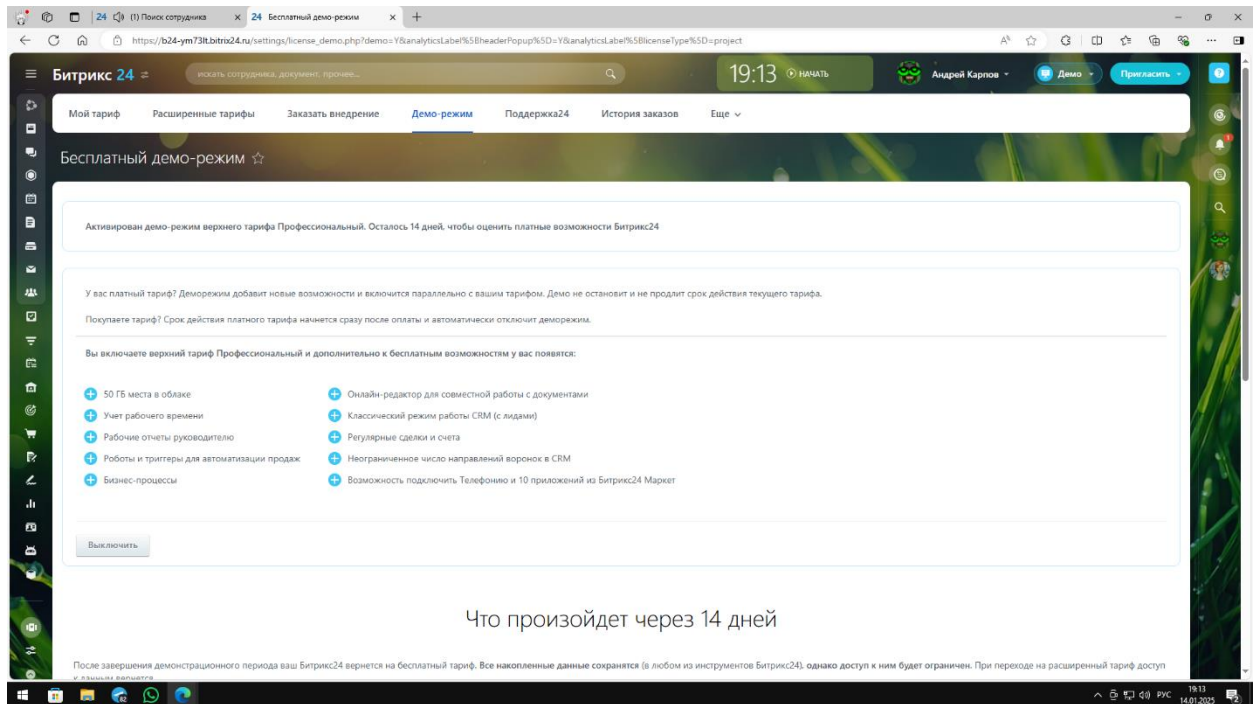 24 (1) Поиск сотрудника × 24 Бесплатный демо-режим × +
https://b24-ym73lt.bitrix24.ru/settings/license_demo.php?demo=Y&analyticsLabel%5BheaderPopup%5D=Y&analyticsLabel%5BlicenseType%5D=project
Битрикс 24 искать сотрудника, документ, прочее... 19:13 НАЧАТЬ Андрей Карпов Демо Пригласить ?
Мой тариф Расширенные тарифы Заказать внедрение Демо-режим Поддержка24 История заказов Еще
Бесплатный демо-режим
Активирован демо-режим верхнего тарифа Профессиональный. Осталось 14 дней, чтобы оценить платные возможности Битрикс24
У вас платный тариф? Деморежим добавит новые возможности и включится параллельно с вашим тарифом. Демо не остановит и не продлит срок действия текущего тарифа.
Покупаете тариф? Срок действия платного тарифа начнется сразу после оплаты и автоматически отключит деморежим.
Вы включаете верхний тариф Профессиональный и дополнительно к бесплатным возможностям у вас появятся:
50 ГБ места в облаке
Учет рабочего времени
Рабочие отчеты руководителю
Роботы и триггеры для автоматизации продаж
Бизнес-процессы
Онлайн-редактор для совместной работы с документами
Классический режим работы CRM (с лидами)
Регулярные сделки и счета
Неограниченное число направлений воронок в CRM
Возможность подключить Телефонию и 10 приложений из Битрикс24 Маркет
Выключить
Что произойдет через 14 дней
После завершения демонстрационного периода ваш Битрикс24 вернется на бесплатный тариф. Все накопленные данные сохранятся (в любом из инструментов Битрикс24), однако доступ к ним будет ограничен. При переходе на расширенный тариф доступ
к данным вернется
РУС 19:13
14.01.2025